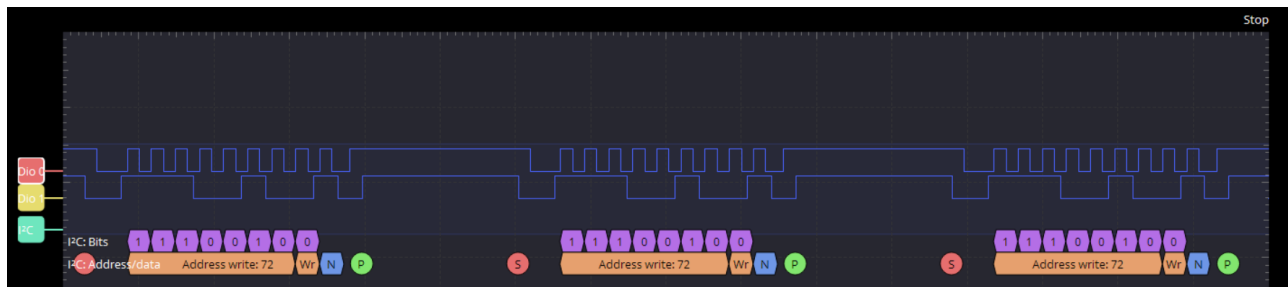 Stop
Dio 0
Dio 1
I²C
I²C: Bits 1 1 1 0 0 1 0 0 1 1 1 0 0 1 0 0 1 1 1 0 0 1 0 0
I²C: Address/data Address write: 72 Wr N P S Address write: 72 Wr N P S Address write: 72 Wr N P